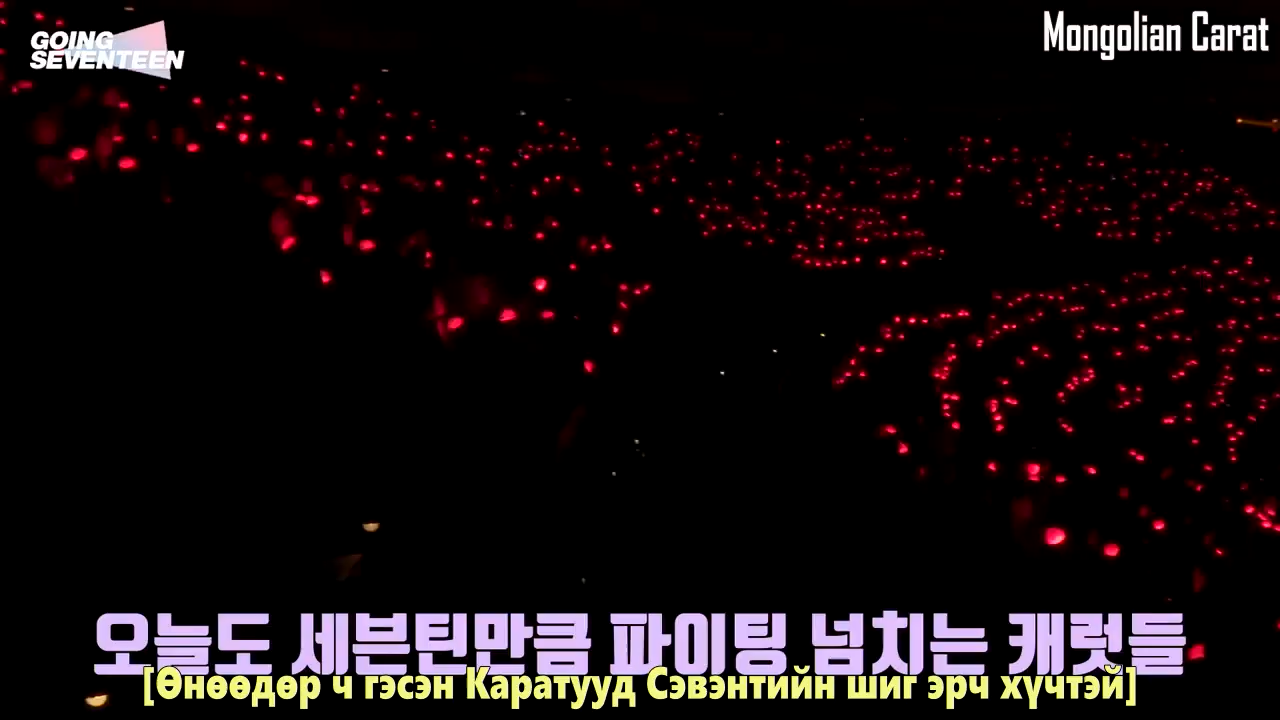 GOING
SEVENTEEN
Mongolian Carat
오늘도 세븐틴만큼 파이팅 넘치는 캐럿들
[Өнөөдөр ч гэсэн Каратууд Сэвэнтийн шиг эрч хүчтэй]